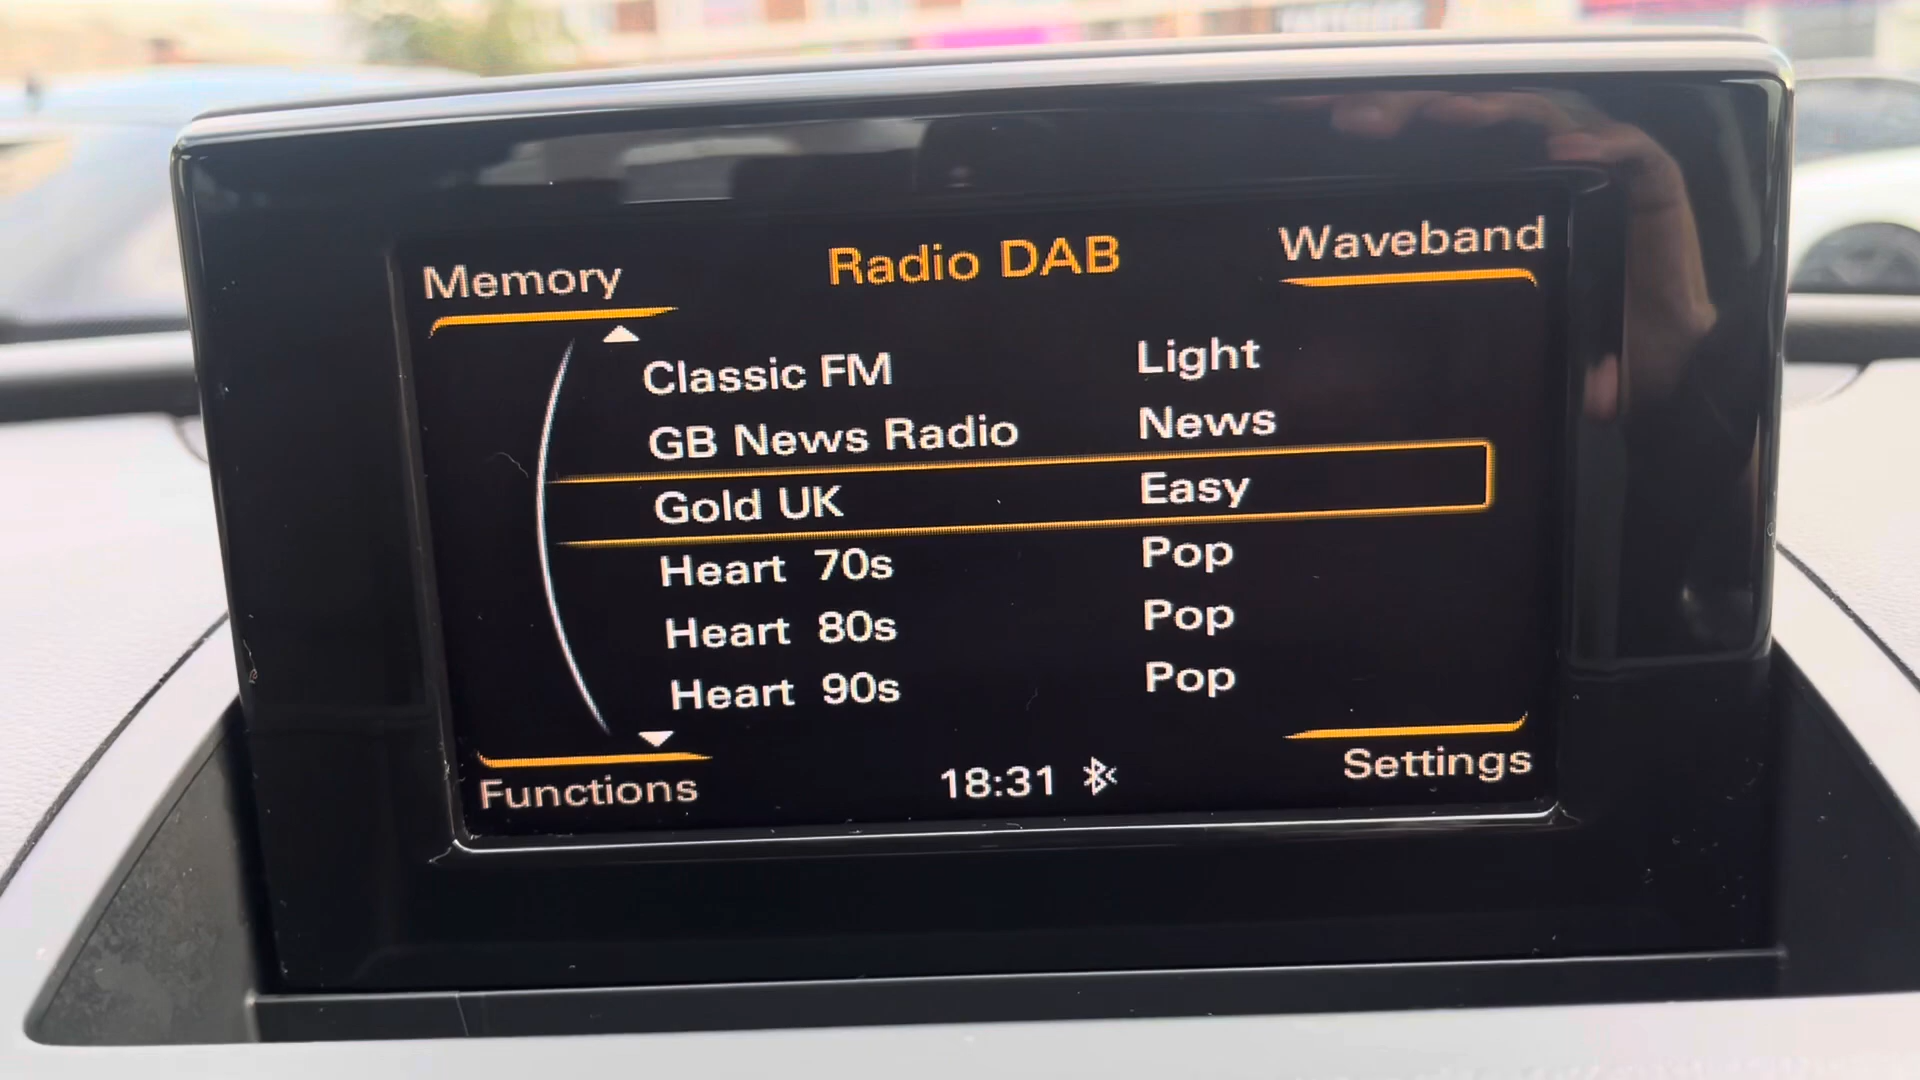 Memory
Radio DAB
Waveband
Classic FM Light
GB News Radio News
Gold UK Easy
Heart 70s Pop
Heart 80s Pop
Heart 90s Pop
Functions
18:31
Settings